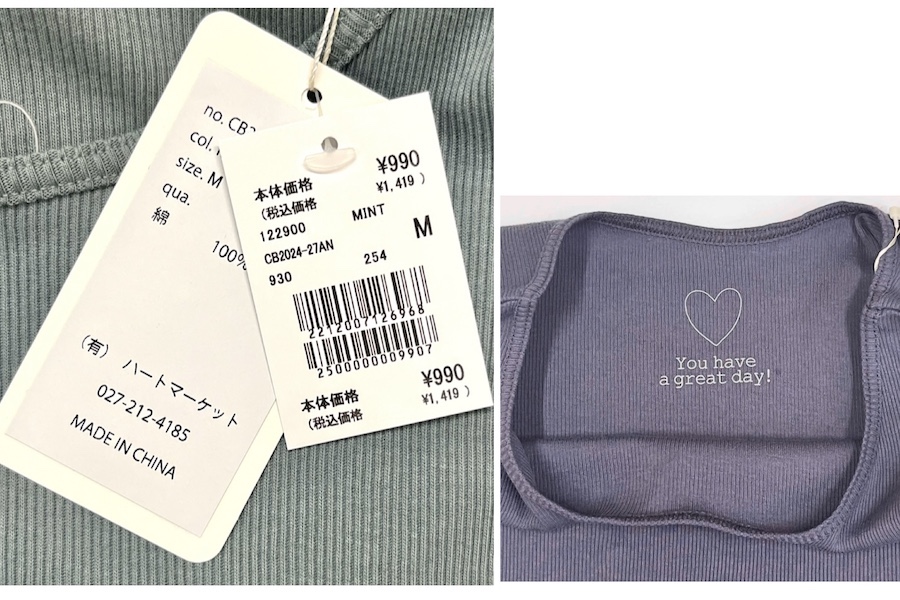 no. CB2
col.
size. M
qua.
綿
100%
(有) ハートマーケット
027-212-4185
MADE IN CHINA
本体価格 ¥990
(税込価格 ¥1,419 )
122900 MINT
CB2024-27AN M
930 254
2212007126968
2500000009907
本体価格 ¥990
(税込価格 ¥1,419 )
You have
a great day!